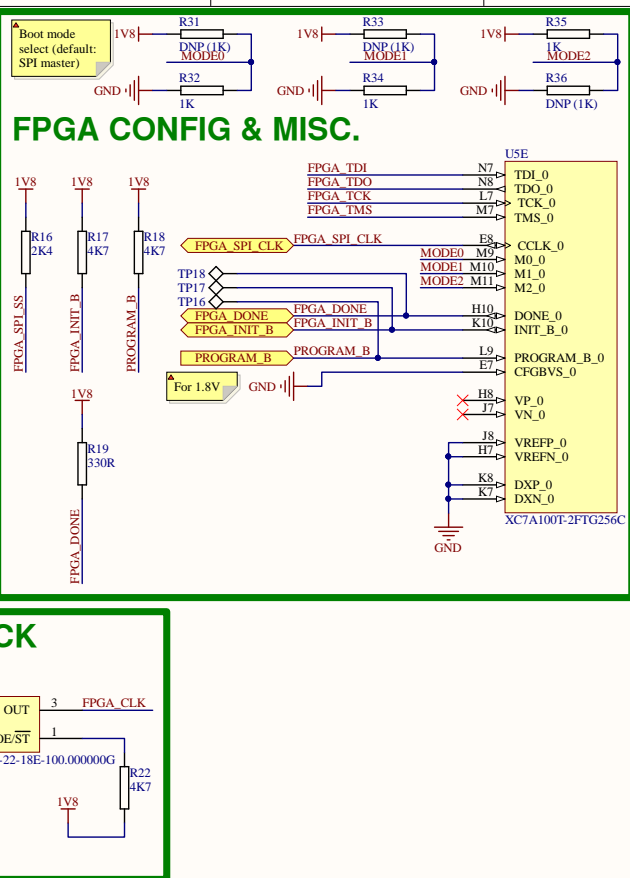 Boot mode
select (default:
SPI master)
1V8
R31
DNP (1K)
MODE0
GND
R32
1K
1V8
R33
DNP (1K)
MODE1
GND
R34
1K
1V8
R35
1K
MODE2
GND
R36
DNP (1K)
FPGA CONFIG & MISC.
1V8
R16
2K4
FPGA_SPI_SS
1V8
R17
4K7
FPGA_INIT_B
1V8
R18
4K7
PROGRAM_B
1V8
R19
330R
FPGA_DONE
U5E
FPGA_TDI N7 TDI_0
FPGA_TDO N8 TDO_0
FPGA_TCK L7 TCK_0
FPGA_TMS M7 TMS_0
FPGA_SPI_CLK FPGA_SPI_CLK E8 CCLK_0
MODE0 M9 M0_0
MODE1 M10 M1_0
MODE2 M11 M2_0
TP18
TP17
TP16
FPGA_DONE FPGA_DONE H10 DONE_0
FPGA_INIT_B FPGA_INIT_B K10 INIT_B_0
PROGRAM_B PROGRAM_B L9 PROGRAM_B_0
For 1.8V GND E7 CFGBVS_0
H8 VP_0
J7 VN_0
J8 VREFP_0
H7 VREFN_0
K8 DXP_0
K7 DXN_0
XC7A100T-2FTG256C
GND
CK
OUT 3 FPGA_CLK
OE/ST 1
-22-18E-100.000000G
R22
4K7
1V8